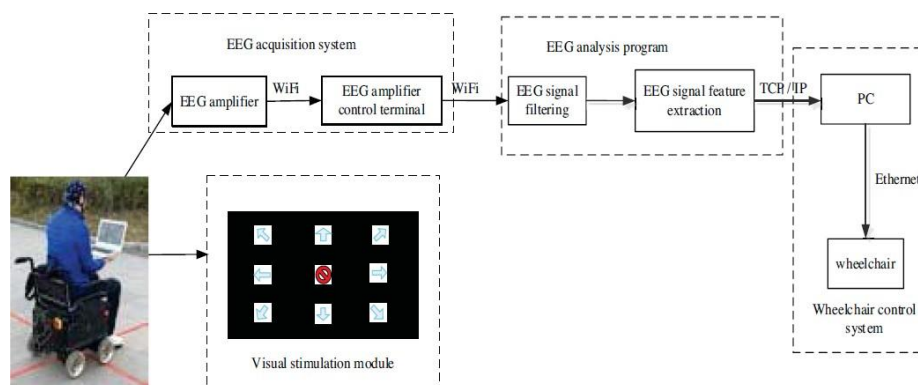 EEG acquisition system
EEG amplifier
WiFi
EEG amplifier
control terminal
WiFi
EEG analysis program
EEG signal
filtering
EEG signal feature
extraction
TCP / IP
PC
Ethernet
wheelchair
Wheelchair control
system
Visual stimulation module